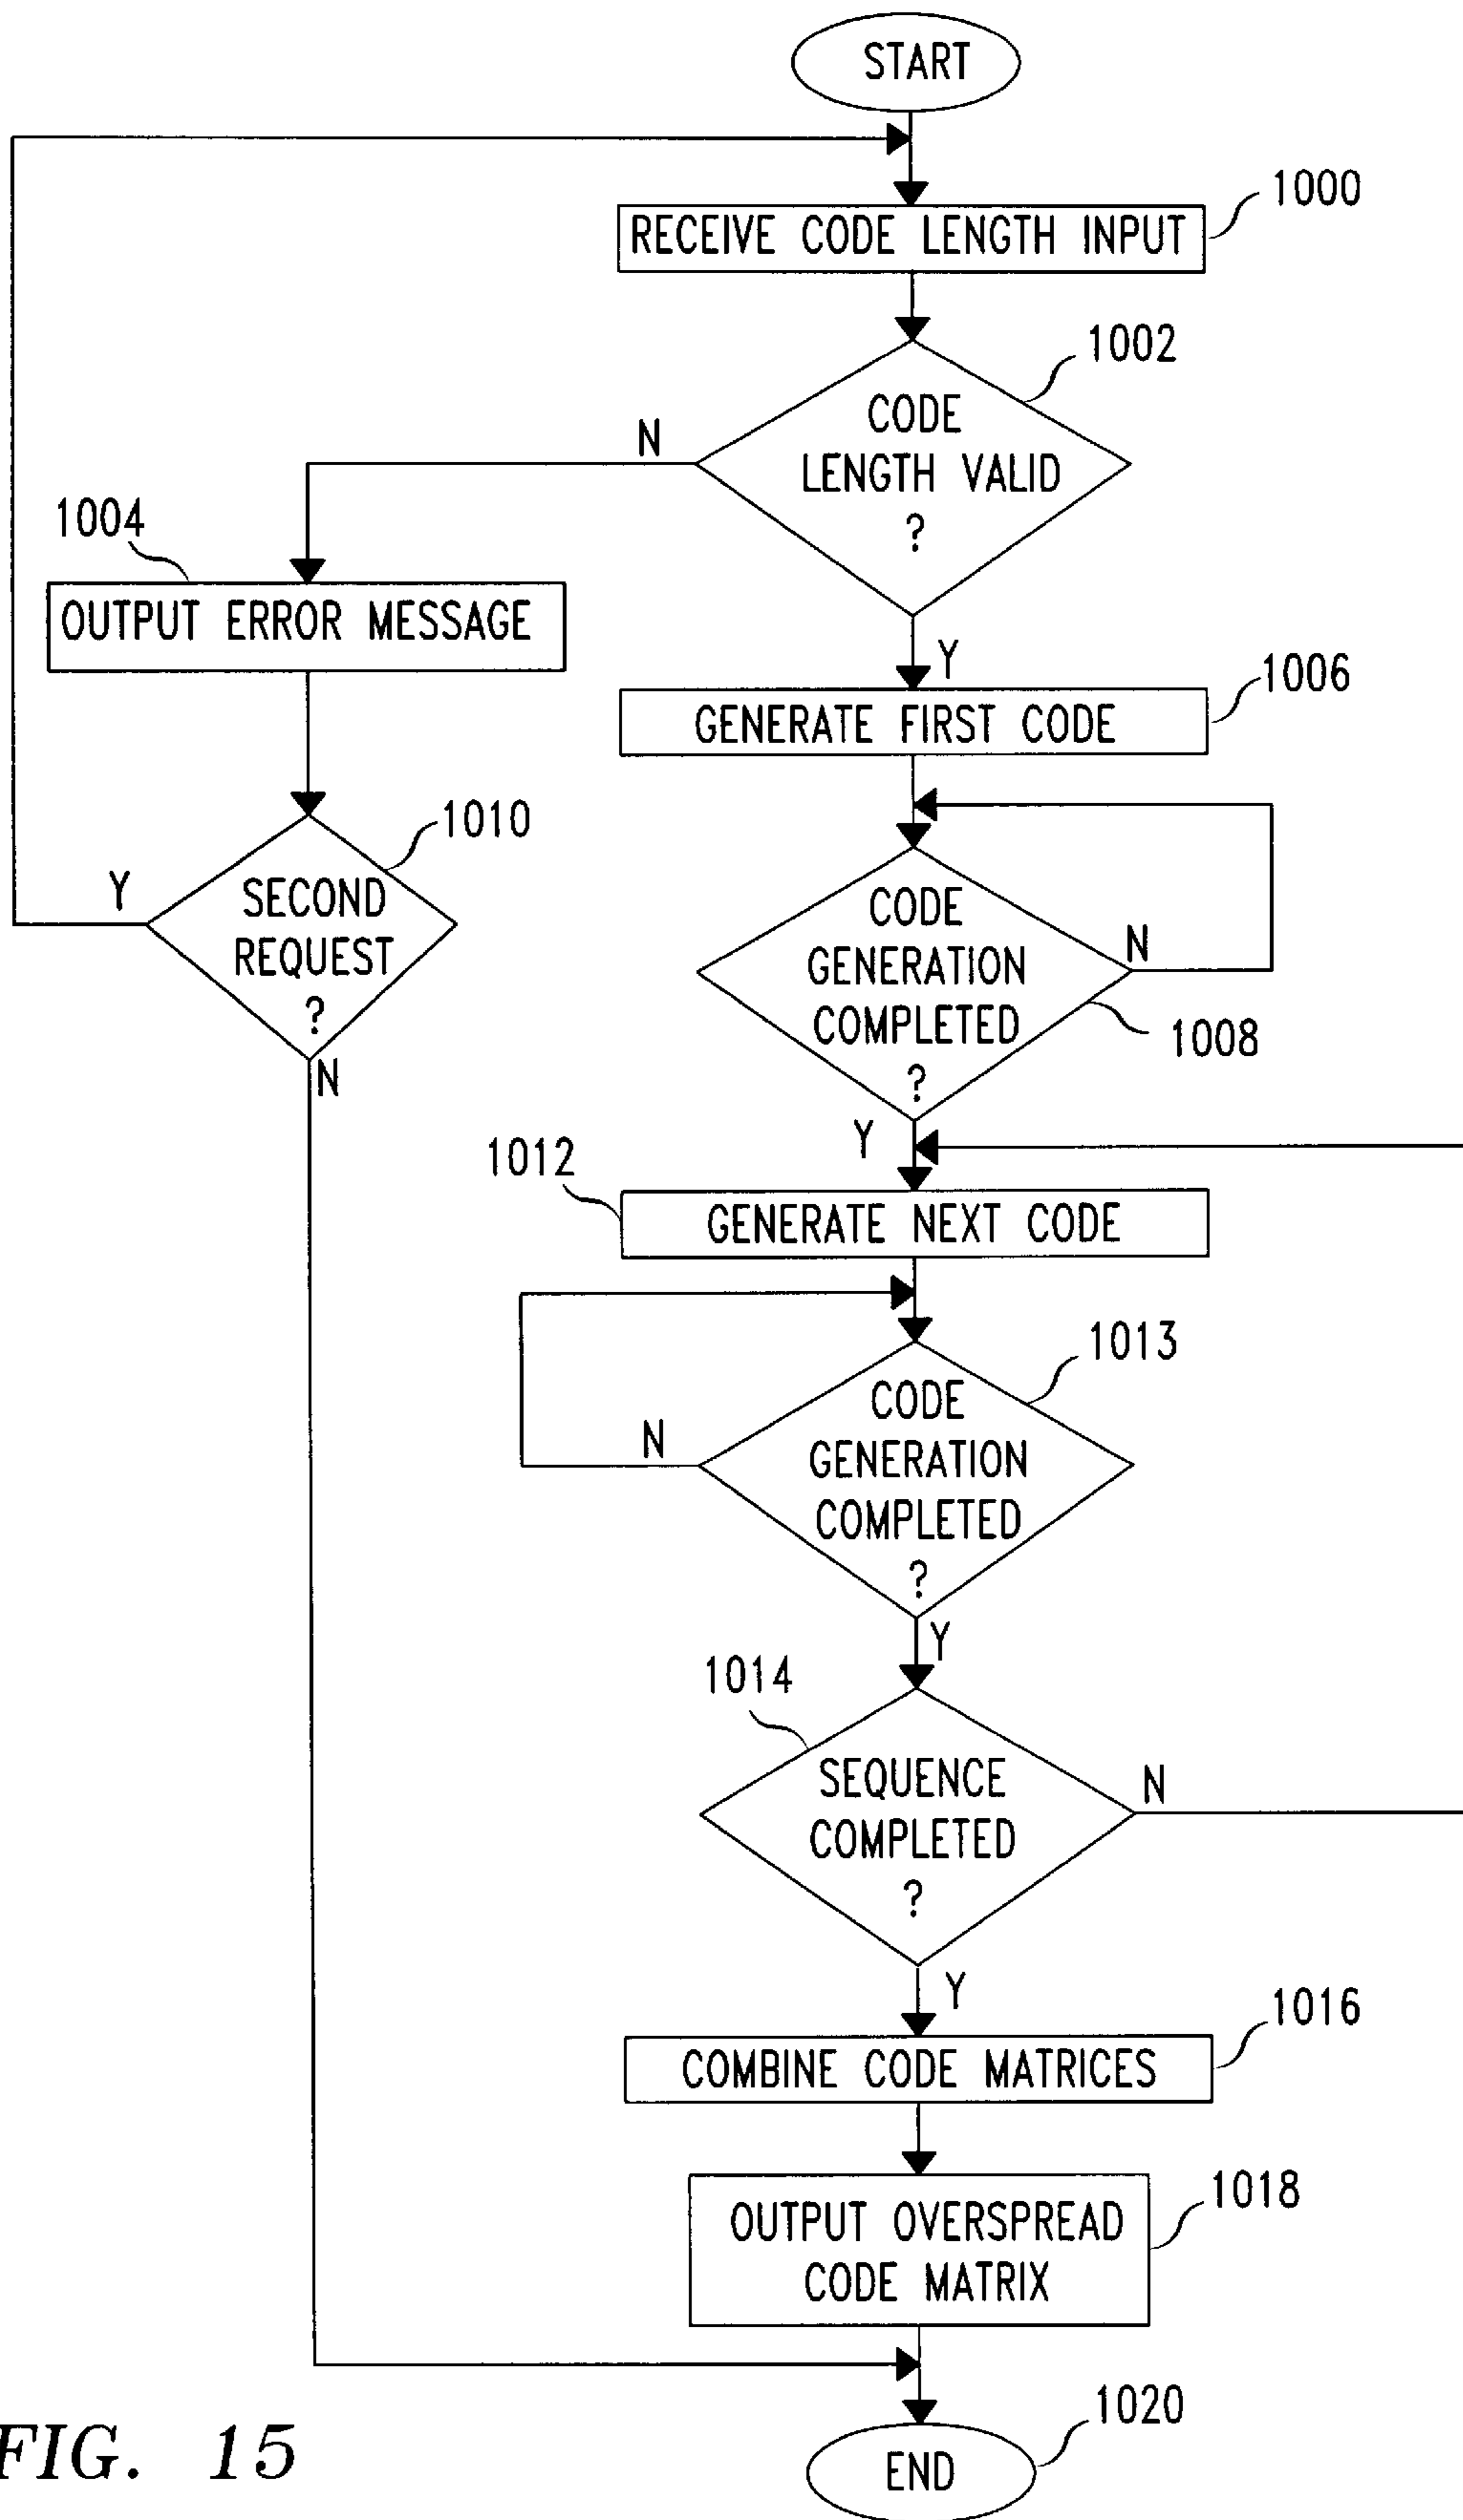 START
1000
RECEIVE CODE LENGTH INPUT
1002
CODE
LENGTH VALID
?
N
1004
OUTPUT ERROR MESSAGE
Y
1006
GENERATE FIRST CODE
1010
Y
SECOND
REQUEST
?
N
CODE
GENERATION
COMPLETED
?
N
1008
Y
1012
GENERATE NEXT CODE
1013
CODE
GENERATION
COMPLETED
?
N
Y
1014
SEQUENCE
COMPLETED
?
N
Y
1016
COMBINE CODE MATRICES
1018
OUTPUT OVERSPREAD
CODE MATRIX
1020
END
FIG. 15